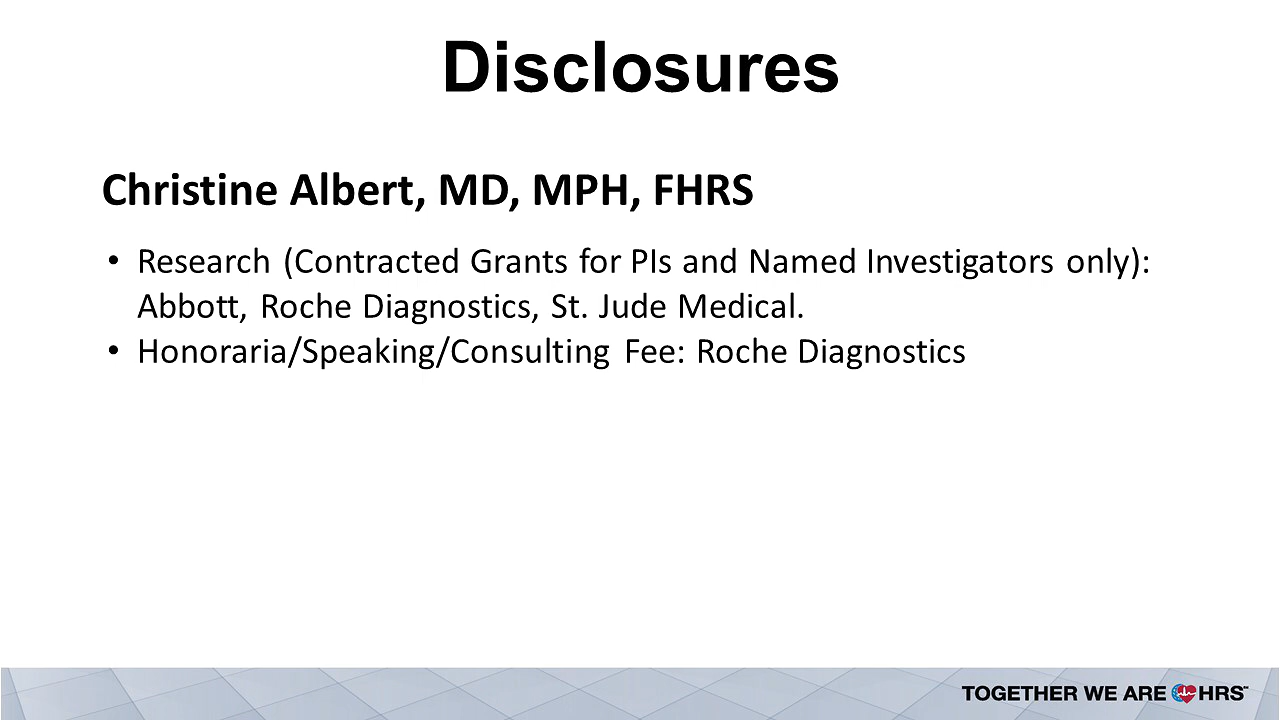 Disclosures
Christine Albert, MD, MPH, FHRS
• Research (Contracted Grants for PIs and Named Investigators only):
Abbott, Roche Diagnostics, St. Jude Medical.
• Honoraria/Speaking/Consulting Fee: Roche Diagnostics
TOGETHER WE ARE HRS™